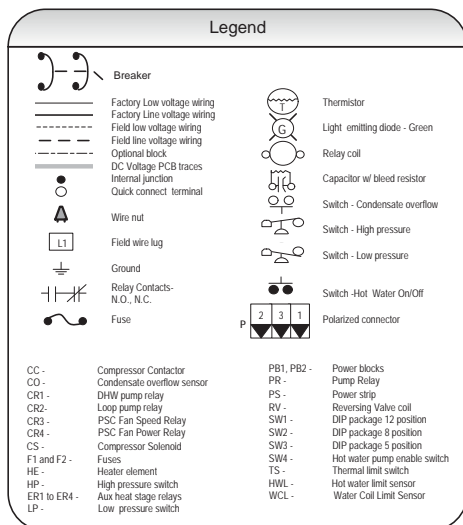 Legend
Breaker
Factory Low voltage wiring
Factory Line voltage wiring
Field low voltage wiring
Field line voltage wiring
Optional block
DC Voltage PCB traces
Internal junction
Quick connect terminal
Wire nut
L1 Field wire lug
Ground
Relay Contacts-
N.O., N.C.
Fuse
T Thermistor
G Light emitting diode - Green
Relay coil
Capacitor w/ bleed resistor
Switch - Condensate overflow
Switch - High pressure
Switch - Low pressure
Switch -Hot Water On/Off
P 2 3 1 Polarized connector
CC - Compressor Contactor
CO - Condensate overflow sensor
CR1 - DHW pump relay
CR2- Loop pump relay
CR3 - PSC Fan Speed Relay
CR4 - PSC Fan Power Relay
CS - Compressor Solenoid
F1 and F2 - Fuses
HE - Heater element
HP - High pressure switch
ER1 to ER4 - Aux heat stage relays
LP - Low pressure switch
PB1, PB2 - Power blocks
PR - Pump Relay
PS - Power strip
RV - Reversing Valve coil
SW1 - DIP package 12 position
SW2 - DIP package 8 position
SW3 - DIP package 5 position
SW4 - Hot water pump enable switch
TS - Thermal limit switch
HWL - Hot water limit sensor
WCL - Water Coil Limit Sensor